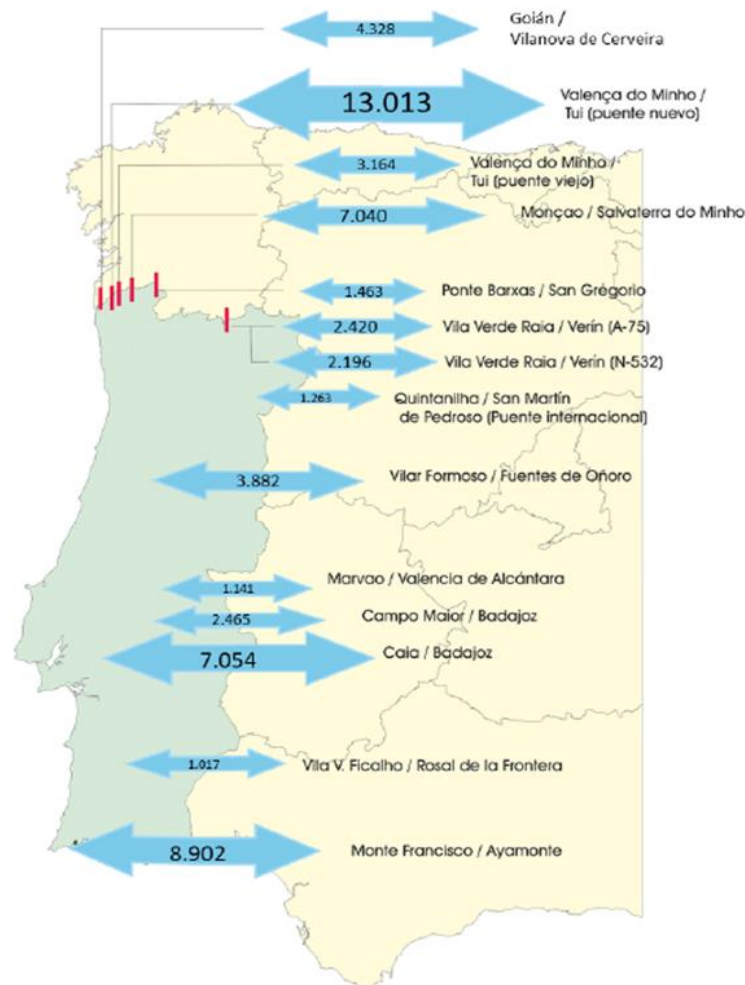 4.328
Goián /
Vilanova de Cerveira
13.013
Valença do Minho /
Tui (puente nuevo)
3.164
Valença do Minho /
Tui (puente viejo)
7.040
Monçao / Salvaterra do Minho
1.463
Ponte Barxas / San Gregorio
2.420
Vila Verde Raia / Verín (A-75)
2.196
Vila Verde Raia / Verín (N-532)
1.263
Quintanilha / San Martín
de Pedroso (Puente internacional)
3.882
Vilar Formoso / Fuentes de Oñoro
1.141
Marvao / Valencia de Alcántara
2.465
Campo Maior / Badajoz
7.054
Caia / Badajoz
1.017
Vila V. Ficalho / Rosal de la Frontera
8.902
Monte Francisco / Ayamonte